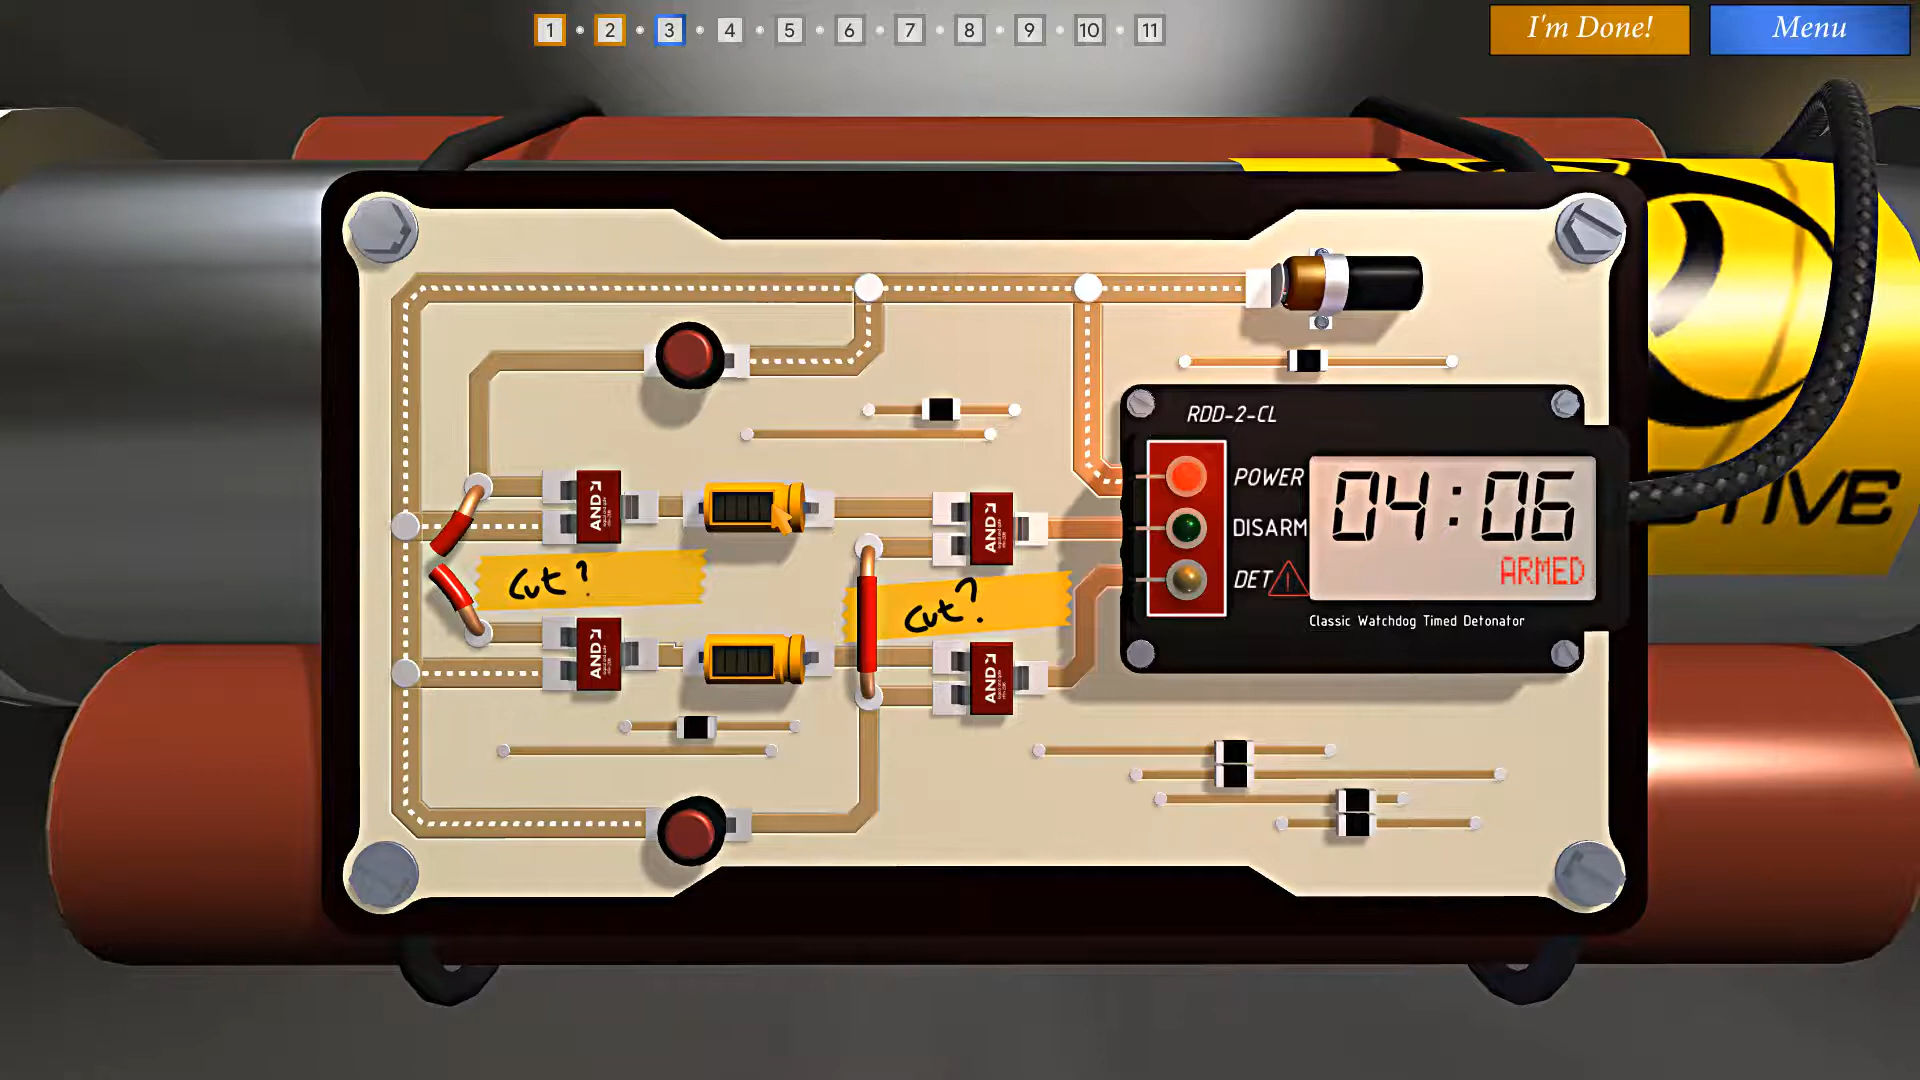 1 2 3 4 5 6 7 8 9 10 11
I'm Done!
Menu
RDD-2-CL
POWER
DISARM
DET
04:06
ARMED
Classic Watchdog Timed Detonator
AND
AND
Cut?
Cut?
AND
AND
TIVE